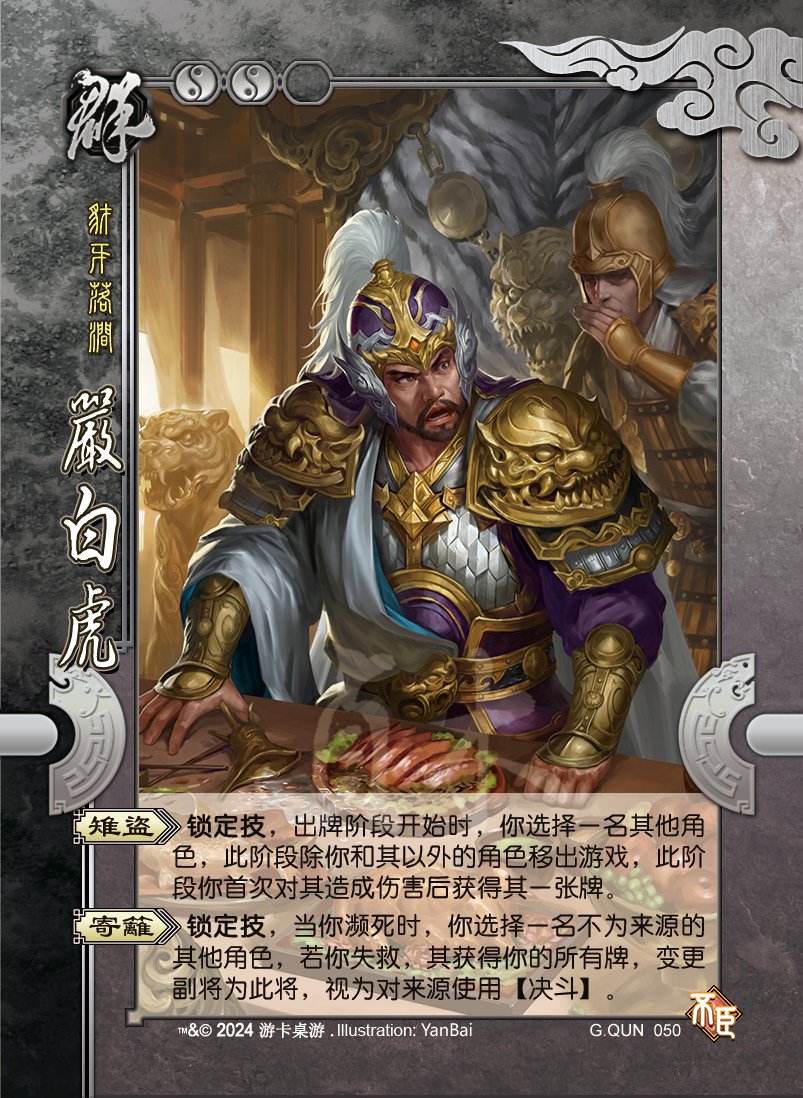 群
豺牙落澗
嚴白虎
雉盜
锁定技，出牌阶段开始时，你选择一名其他角
色，此阶段除你和其以外的角色移出游戏，此阶
段你首次对其造成伤害后获得其一张牌。
寄籬
锁定技，当你濒死时，你选择一名不为来源的
其他角色，若你失救，其获得你的所有牌，变更
副将为此将，视为对来源使用【决斗】。
不臣
™&© 2024 游卡桌游 . Illustration: YanBai
G.QUN 050